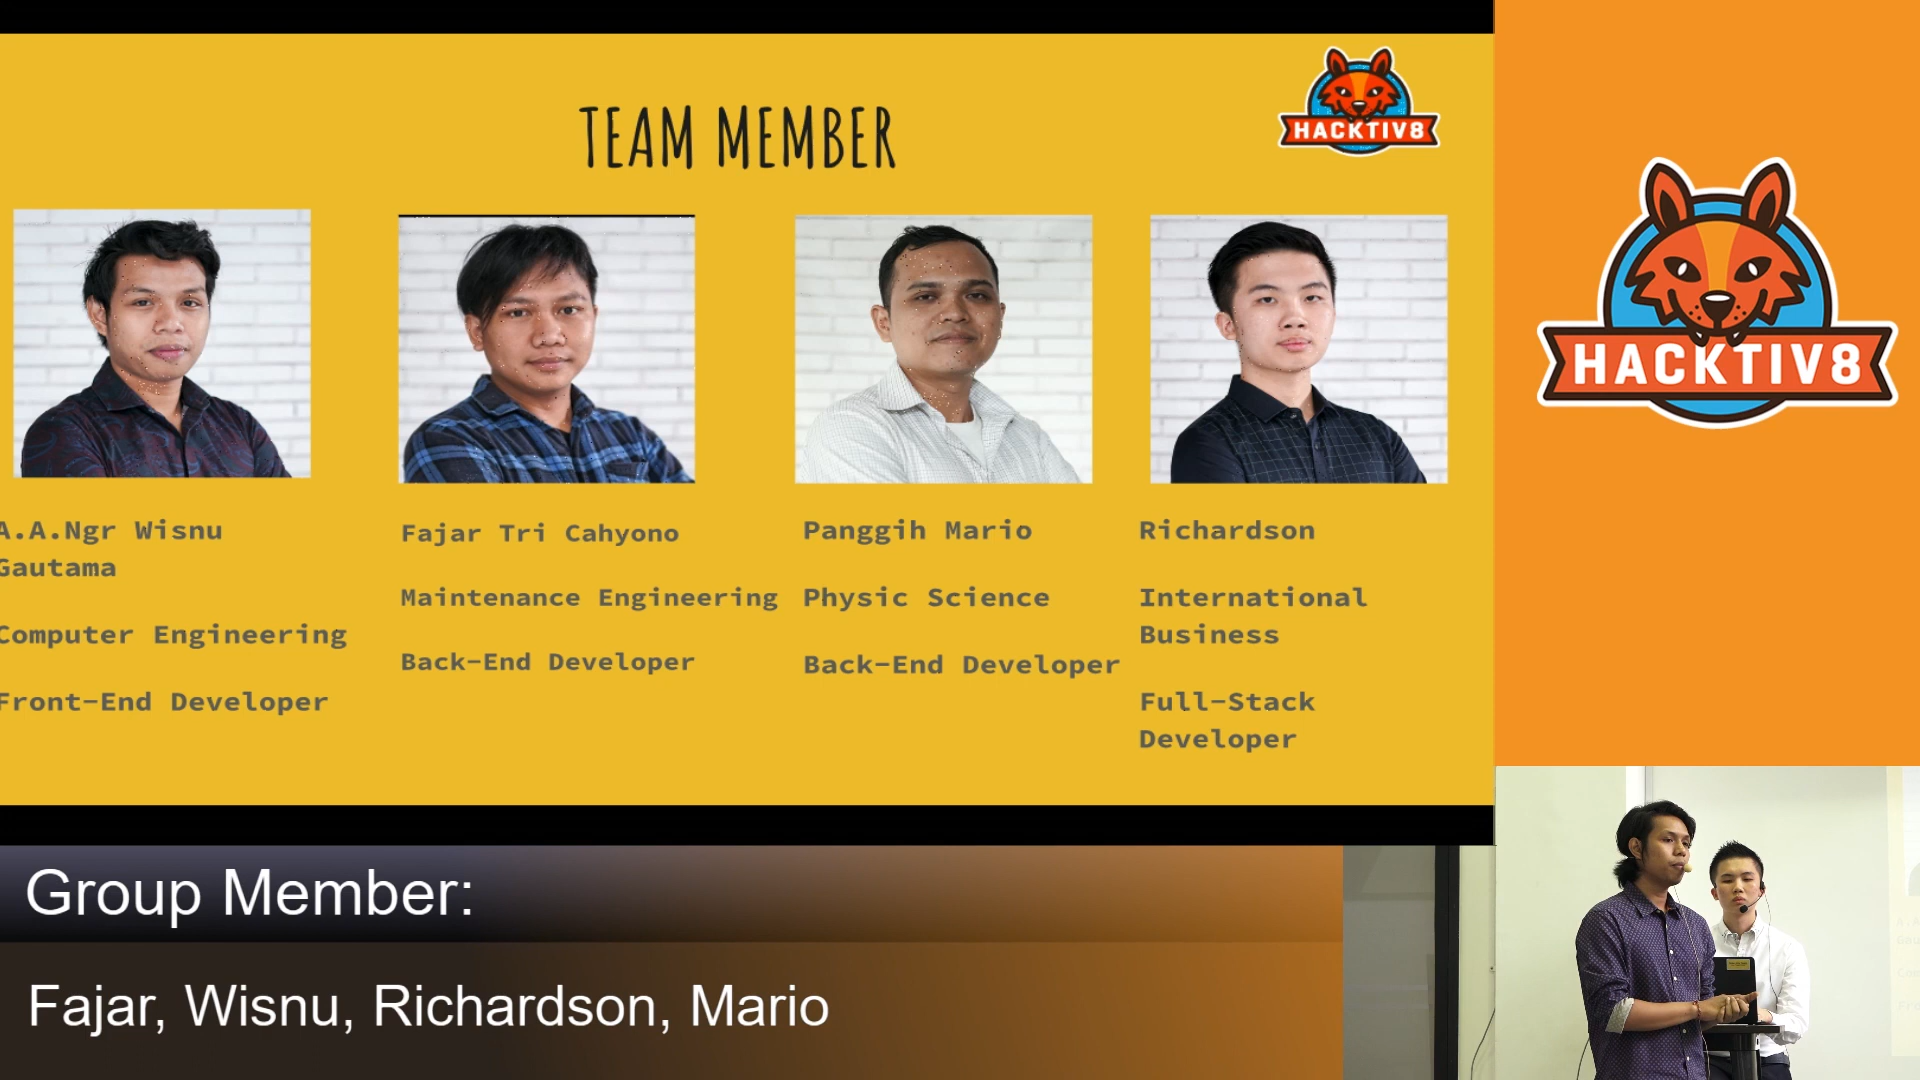 TEAM MEMBER
HACKTIV8
A.A.Ngr Wisnu
Gautama
Computer Engineering
Front-End Developer
Fajar Tri Cahyono
Maintenance Engineering
Back-End Developer
Panggih Mario
Physic Science
Back-End Developer
Richardson
International
Business
Full-Stack
Developer
HACKTIV8
Group Member:
Fajar, Wisnu, Richardson, Mario